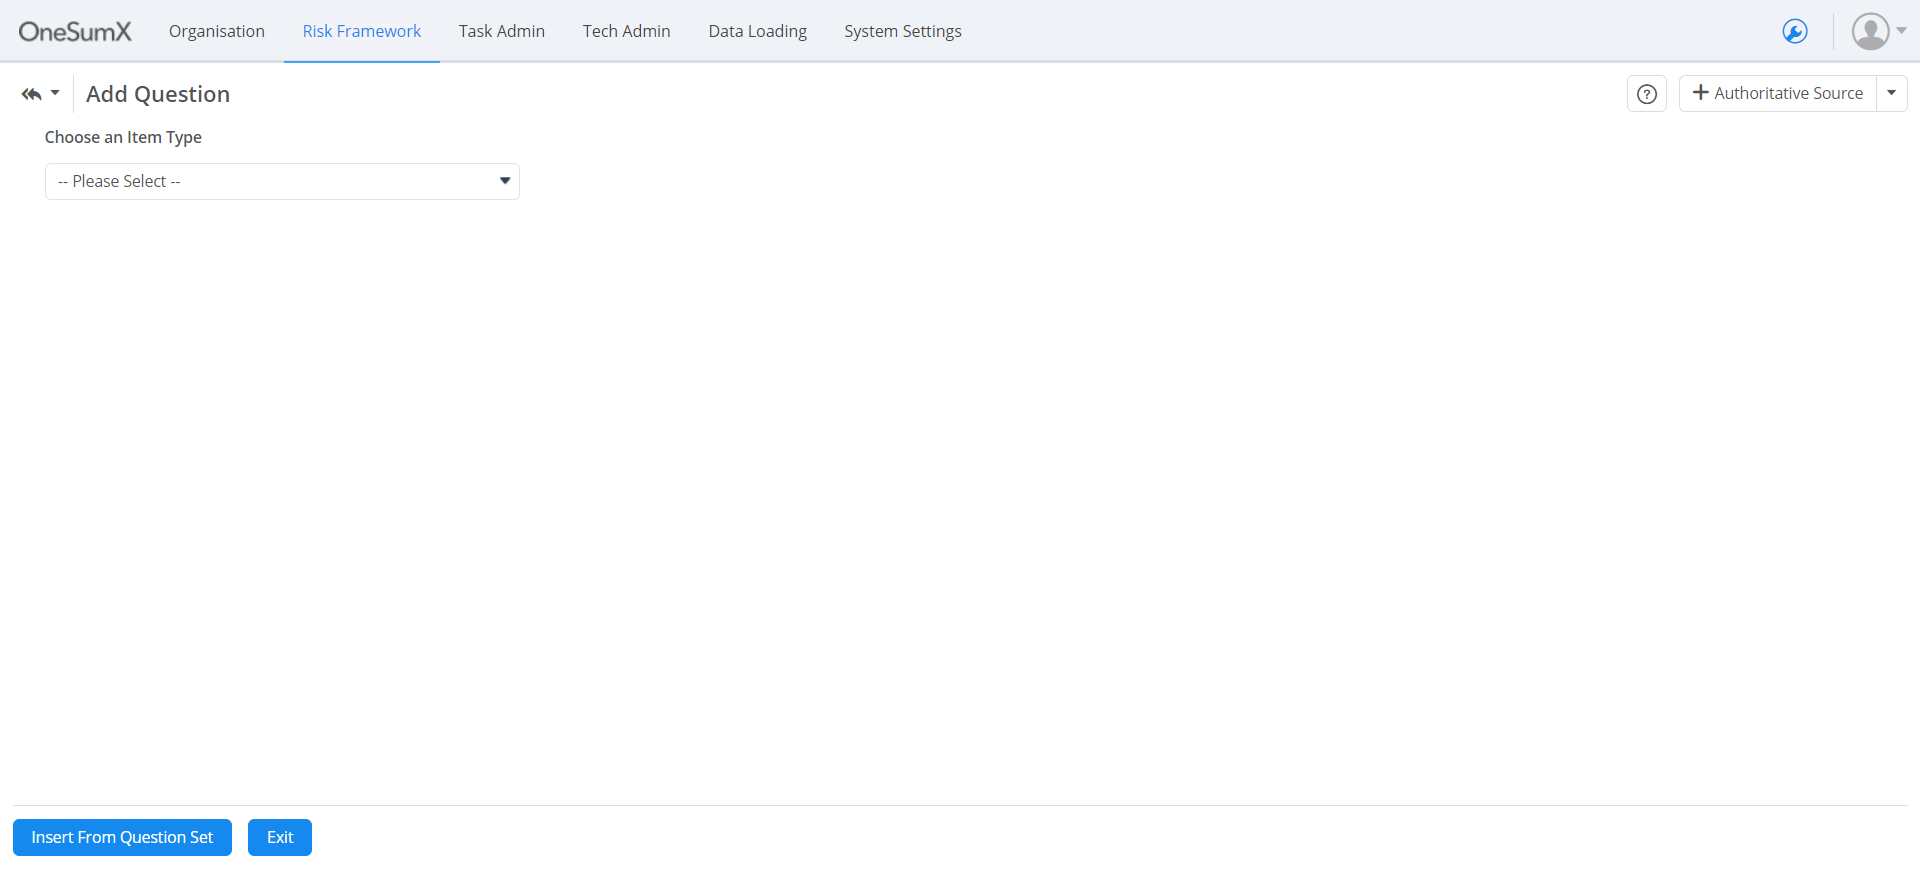 OneSumX Organisation Risk Framework Task Admin Tech Admin Data Loading System Settings
Add Question
? + Authoritative Source
Choose an Item Type
-- Please Select --
Insert From Question Set Exit